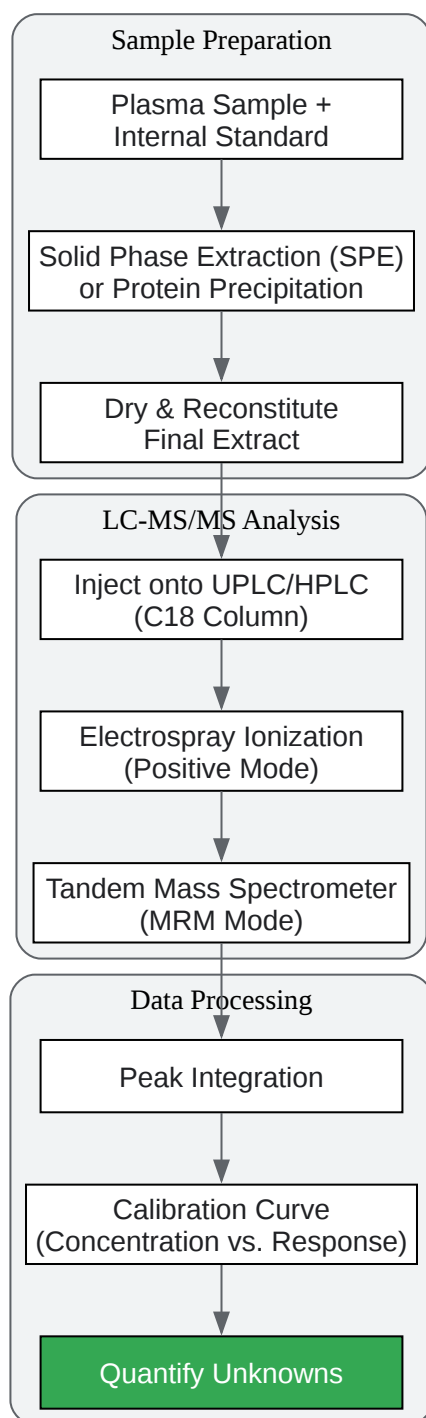 Sample Preparation
Plasma Sample +
Internal Standard
Solid Phase Extraction (SPE)
or Protein Precipitation
Dry & Reconstitute
Final Extract
LC-MS/MS Analysis
Inject onto UPLC/HPLC
(C18 Column)
Electrospray Ionization
(Positive Mode)
Tandem Mass Spectrometer
(MRM Mode)
Data Processing
Peak Integration
Calibration Curve
(Concentration vs. Response)
Quantify Unknowns